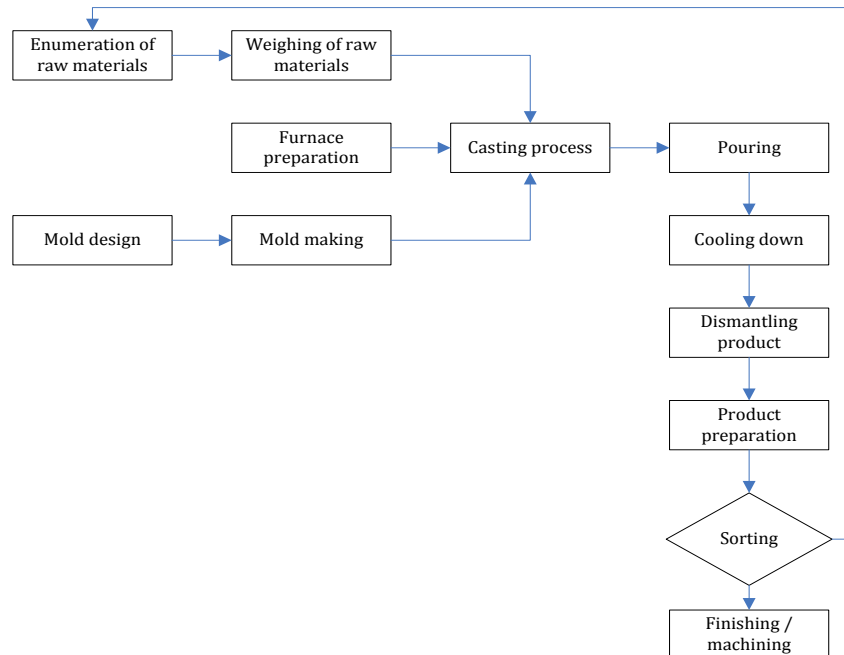 Enumeration of
raw materials
Weighing of raw
materials
Furnace
preparation
Casting process
Pouring
Mold design
Mold making
Cooling down
Dismantling
product
Product
preparation
Sorting
Finishing /
machining